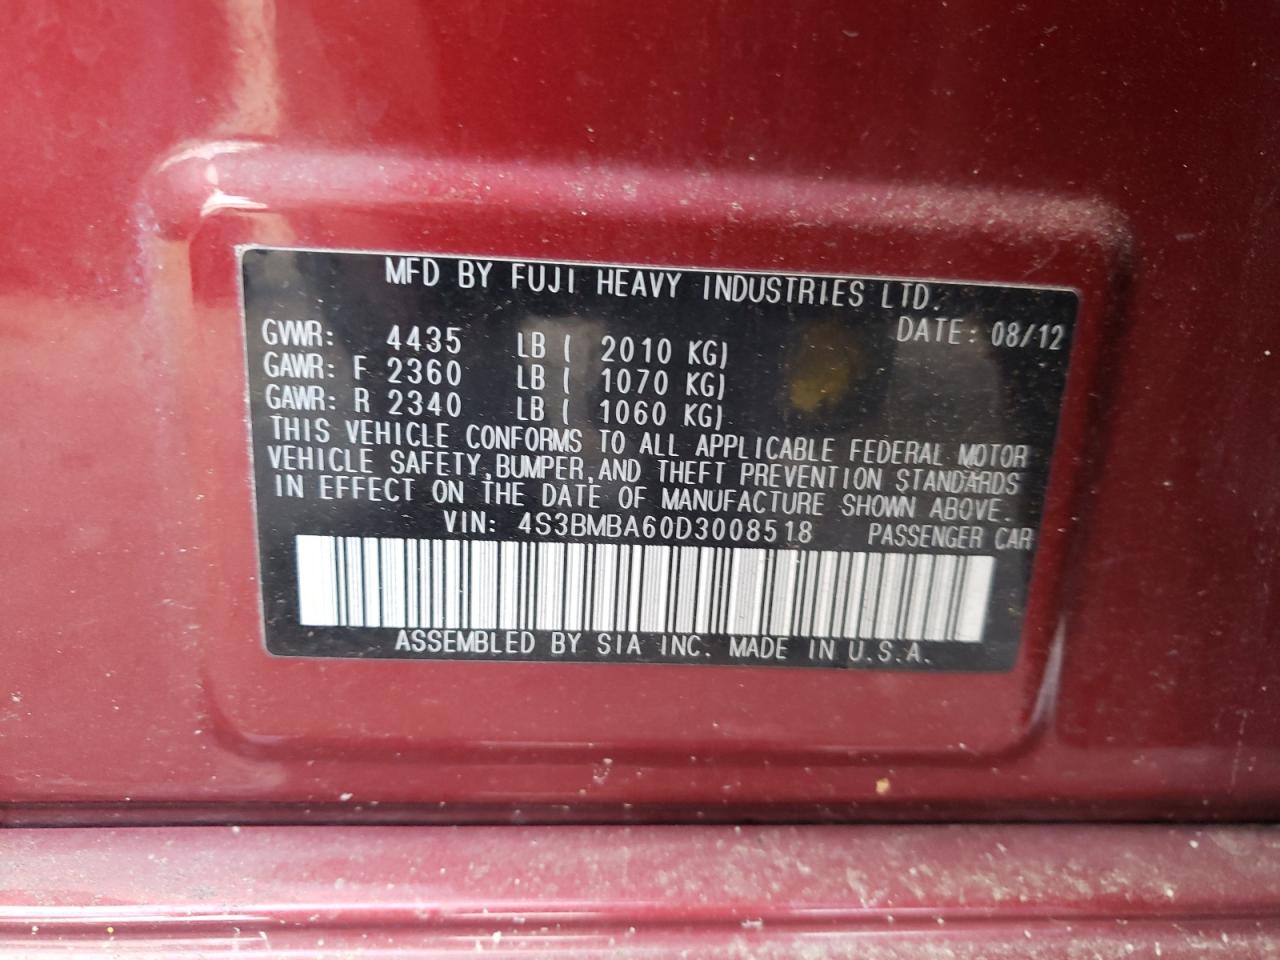 MFD BY FUJI HEAVY INDUSTRIES LTD.
DATE: 08/12
GVWR: 4435 LB ( 2010 KG)
GAWR: F 2360 LB ( 1070 KG)
GAWR: R 2340 LB ( 1060 KG)
THIS VEHICLE CONFORMS TO ALL APPLICABLE FEDERAL MOTOR
VEHICLE SAFETY,BUMPER,AND THEFT PREVENTION STANDARDS
IN EFFECT ON THE DATE OF MANUFACTURE SHOWN ABOVE.
VIN: 4S3BMBA60D3008518 PASSENGER CAR
ASSEMBLED BY SIA INC. MADE IN U.S.A.